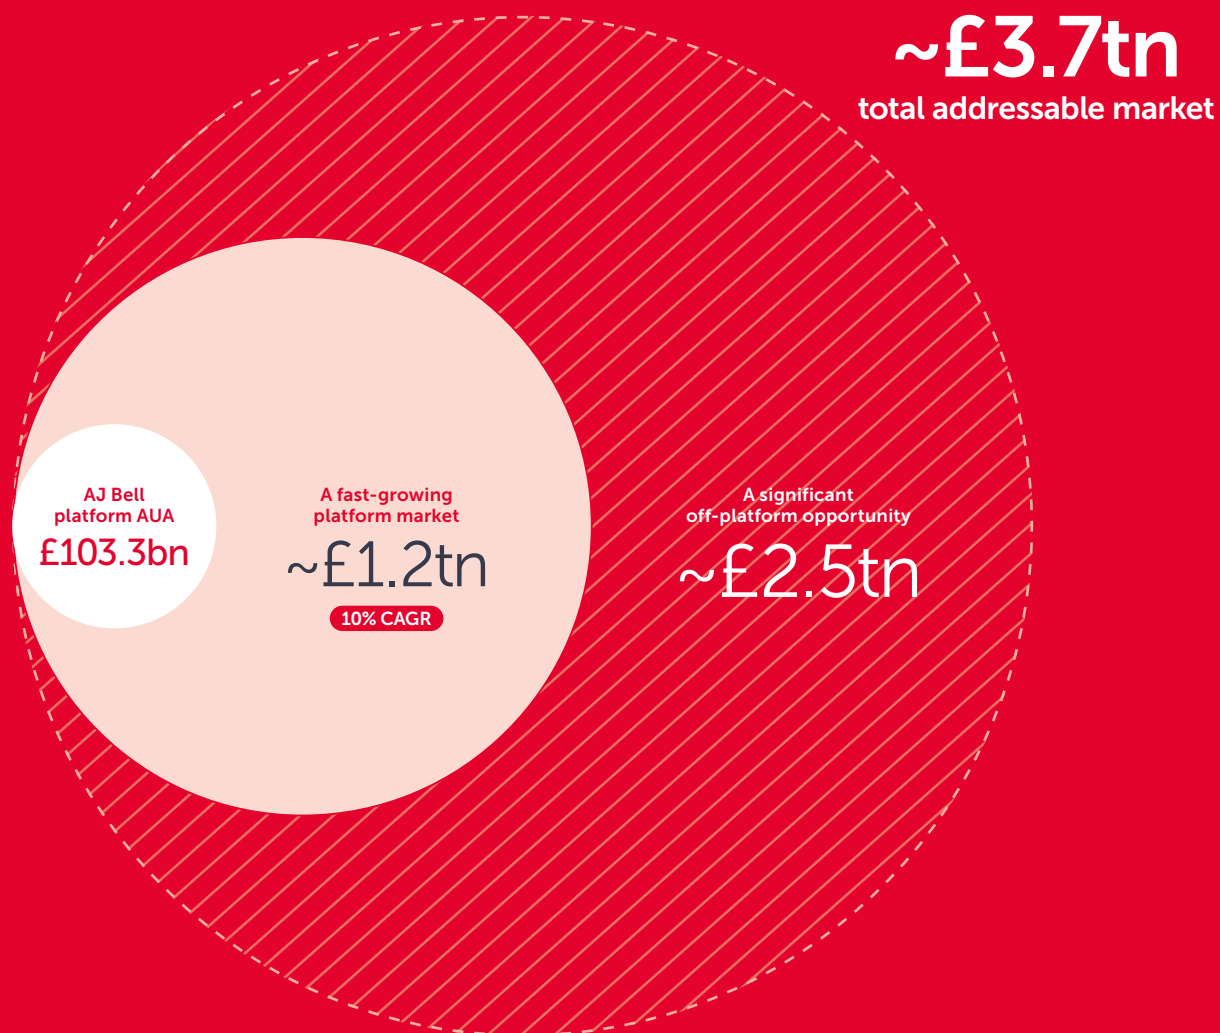 ~£3.7tn
total addressable market
AJ Bell
platform AUA
£103.3bn
A fast-growing
platform market
~£1.2tn
10% CAGR
A significant
off-platform opportunity
~£2.5tn